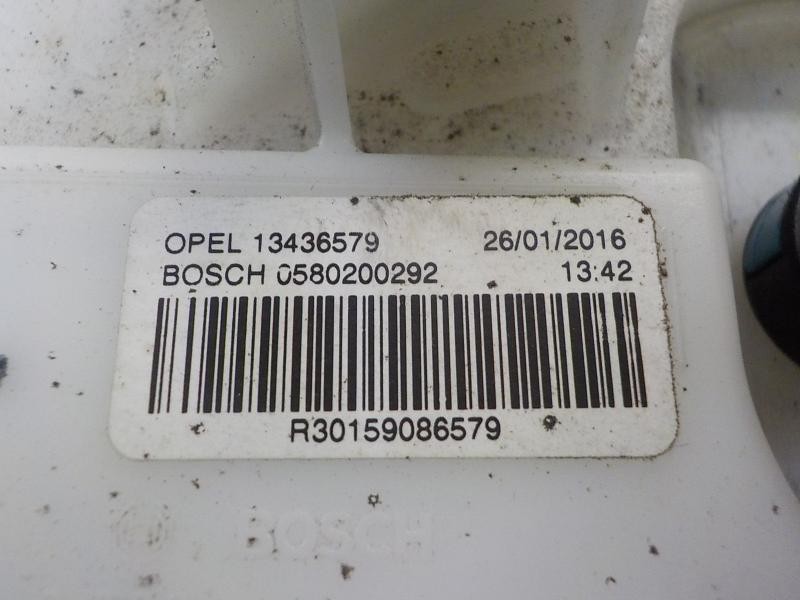 OPEL 13436579 26/01/2016
BOSCH 0580200292 13:42
R30159086579
BOSCH